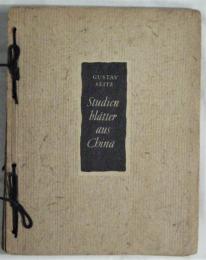 GUSTAV
SEITZ
Studien
blätter
aus
China